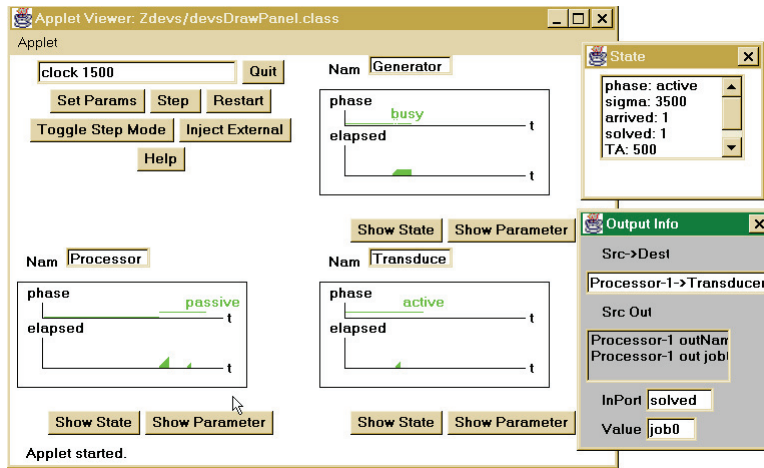 Applet Viewer: Zdevs/devsDrawPanel.class
Applet
clock 1500
Quit
Set Params
Step
Restart
Toggle Step Mode
Inject External
Help
Nam Generator
phase
busy
t
elapsed
t
Show State
Show Parameter
Nam Processor
phase
passive
t
elapsed
t
Show State
Show Parameter
Nam Transduce
phase
active
t
elapsed
t
Show State
Show Parameter
Applet started.
State
phase: active
sigma: 3500
arrived: 1
solved: 1
TA: 500
Output Info
Src->Dest
Processor-1->Transducer
Src Out
Processor-1 outNam
Processor-1 out job
InPort solved
Value job0